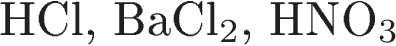 HCl, BaCl₂, HNO₃